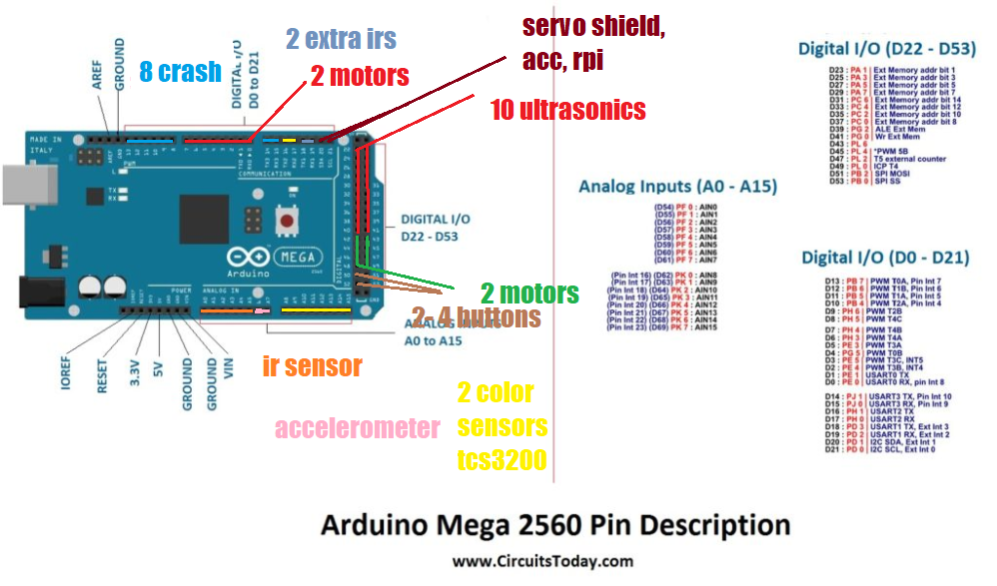 servo shield,
acc, rpi
2 extra irs
8 crash
2 motors
10 ultrasonics
AREF
GROUND
DIGITAL I/O
D0 to D21
MADE IN
ITALY
PWM
COMMUNICATION
L
TX
RX
ON
DIGITAL I/O
D22 - D53
MEGA
Arduino
DIGITAL
POWER
ANALOG IN
2 motors
2- 4 buttons
ANALOG INPUTS
A0 to A15
IOREF
RESET
3.3V
5V
GROUND
GROUND
VIN
ir sensor
accelerometer
2 color
sensors
tcs3200
Analog Inputs (A0 - A15)
(D54) PF 0 : AIN0
(D55) PF 1 : AIN1
(D56) PF 2 : AIN2
(D57) PF 3 : AIN3
(D58) PF 4 : AIN4
(D59) PF 5 : AIN5
(D60) PF 6 : AIN6
(D61) PF 7 : AIN7
(Pin Int 16) (D62) PK 0 : AIN8
(Pin Int 17) (D63) PK 1 : AIN9
(Pin Int 18) (D64) PK 2 : AIN10
(Pin Int 19) (D65) PK 3 : AIN11
(Pin Int 20) (D66) PK 4 : AIN12
(Pin Int 21) (D67) PK 5 : AIN13
(Pin Int 22) (D68) PK 6 : AIN14
(Pin Int 23) (D69) PK 7 : AIN15
Digital I/O (D22 - D53)
D23 : PA 1 | Ext Memory addr bit 1
D25 : PA 3 | Ext Memory addr bit 3
D27 : PA 5 | Ext Memory addr bit 5
D29 : PA 7 | Ext Memory addr bit 7
D31 : PC 6 | Ext Memory addr bit 14
D33 : PC 4 | Ext Memory addr bit 12
D35 : PC 2 | Ext Memory addr bit 10
D37 : PC 0 | Ext Memory addr bit 8
D39 : PG 2 | ALE Ext Mem
D41 : PG 0 | Wr Ext Mem
D43 : PL 6
D45 : PL 4 | *PWM 5B
D47 : PL 2 | T5 external counter
D49 : PL 0 | ICP T4
D51 : PB 2 | SPI MOSI
D53 : PB 0 | SPI SS
Digital I/O (D0 - D21)
D13 : PB 7 | PWM T0A, Pin Int 7
D12 : PB 6 | PWM T1B, Pin Int 6
D11 : PB 5 | PWM T1A, Pin Int 5
D10 : PB 4 | PWM T2A, Pin Int 4
D9 : PH 6 | PWM T2B
D8 : PH 5 | PWM T4C
D7 : PH 4 | PWM T4B
D6 : PH 3 | PWM T4A
D5 : PE 3 | PWM T3A
D4 : PG 5 | PWM T0B
D3 : PE 5 | PWM T3C, INT5
D2 : PE 4 | PWM T3B, INT4
D1 : PE 1 | USART0 TX
D0 : PE 0 | USART0 RX, pin Int 8
D14 : PJ 1 | USART3 TX, Pin Int 10
D15 : PJ 0 | USART3 RX, Pin Int 9
D16 : PH 1 | USART2 TX
D17 : PH 0 | USART2 RX
D18 : PD 3 | USART1 TX, Ext Int 3
D19 : PD 2 | USART1 RX, Ext Int 2
D20 : PD 1 | I2C SDA, Ext Int 1
D21 : PD 0 | I2C SCL, Ext Int 0
Arduino Mega 2560 Pin Description
www.CircuitsToday.com